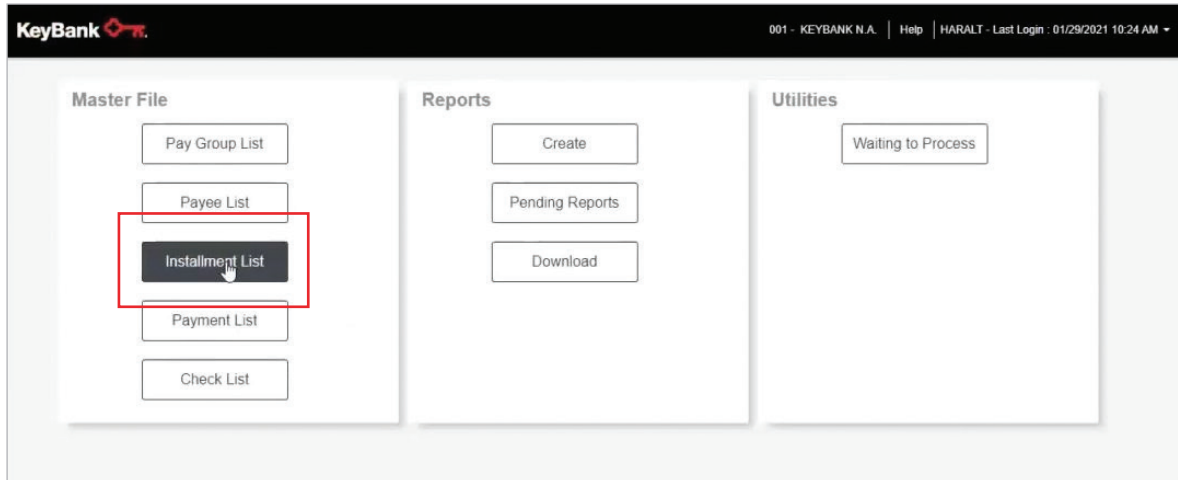 KeyBank
001 - KEYBANK N.A. | Help | HARALT - Last Login : 01/29/2021 10:24 AM
Master File
Pay Group List
Payee List
Installment List
Payment List
Check List
Reports
Create
Pending Reports
Download
Utilities
Waiting to Process